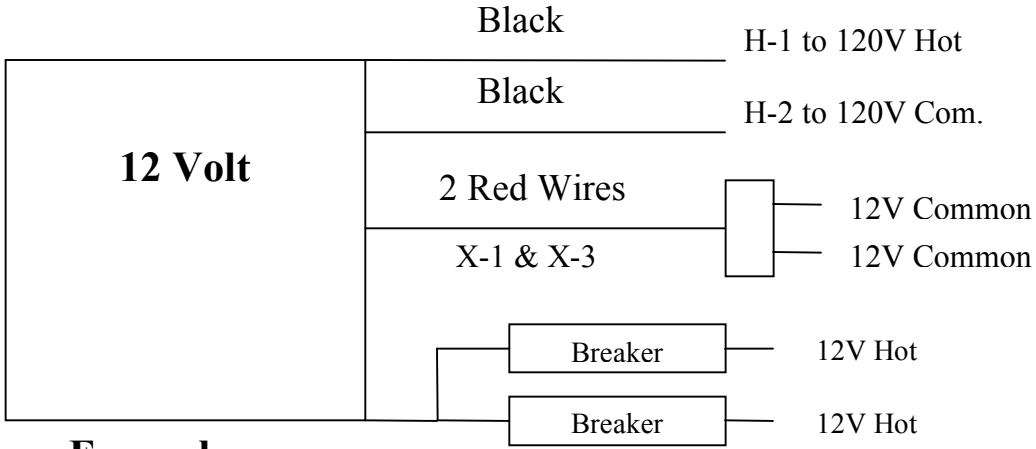 Black
H-1 to 120V Hot
Black
H-2 to 120V Com.
12 Volt
2 Red Wires
12V Common
X-1 & X-3
12V Common
Breaker
12V Hot
Breaker
12V Hot